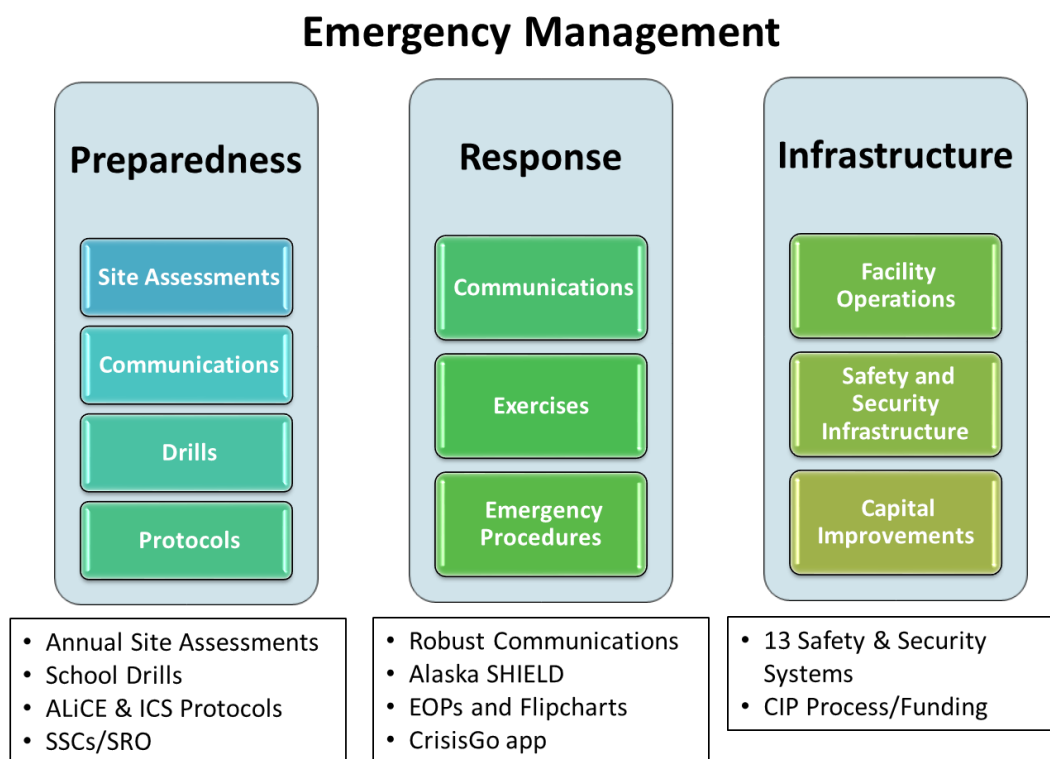 Emergency Management
Preparedness
Site Assessments
Communications
Drills
Protocols
• Annual Site Assessments
• School Drills
• ALiCE & ICS Protocols
• SSCs/SRO
Response
Communications
Exercises
Emergency
Procedures
• Robust Communications
• Alaska SHIELD
• EOPs and Flipcharts
• CrisisGo app
Infrastructure
Facility
Operations
Safety and
Security
Infrastructure
Capital
Improvements
• 13 Safety & Security
Systems
• CIP Process/Funding